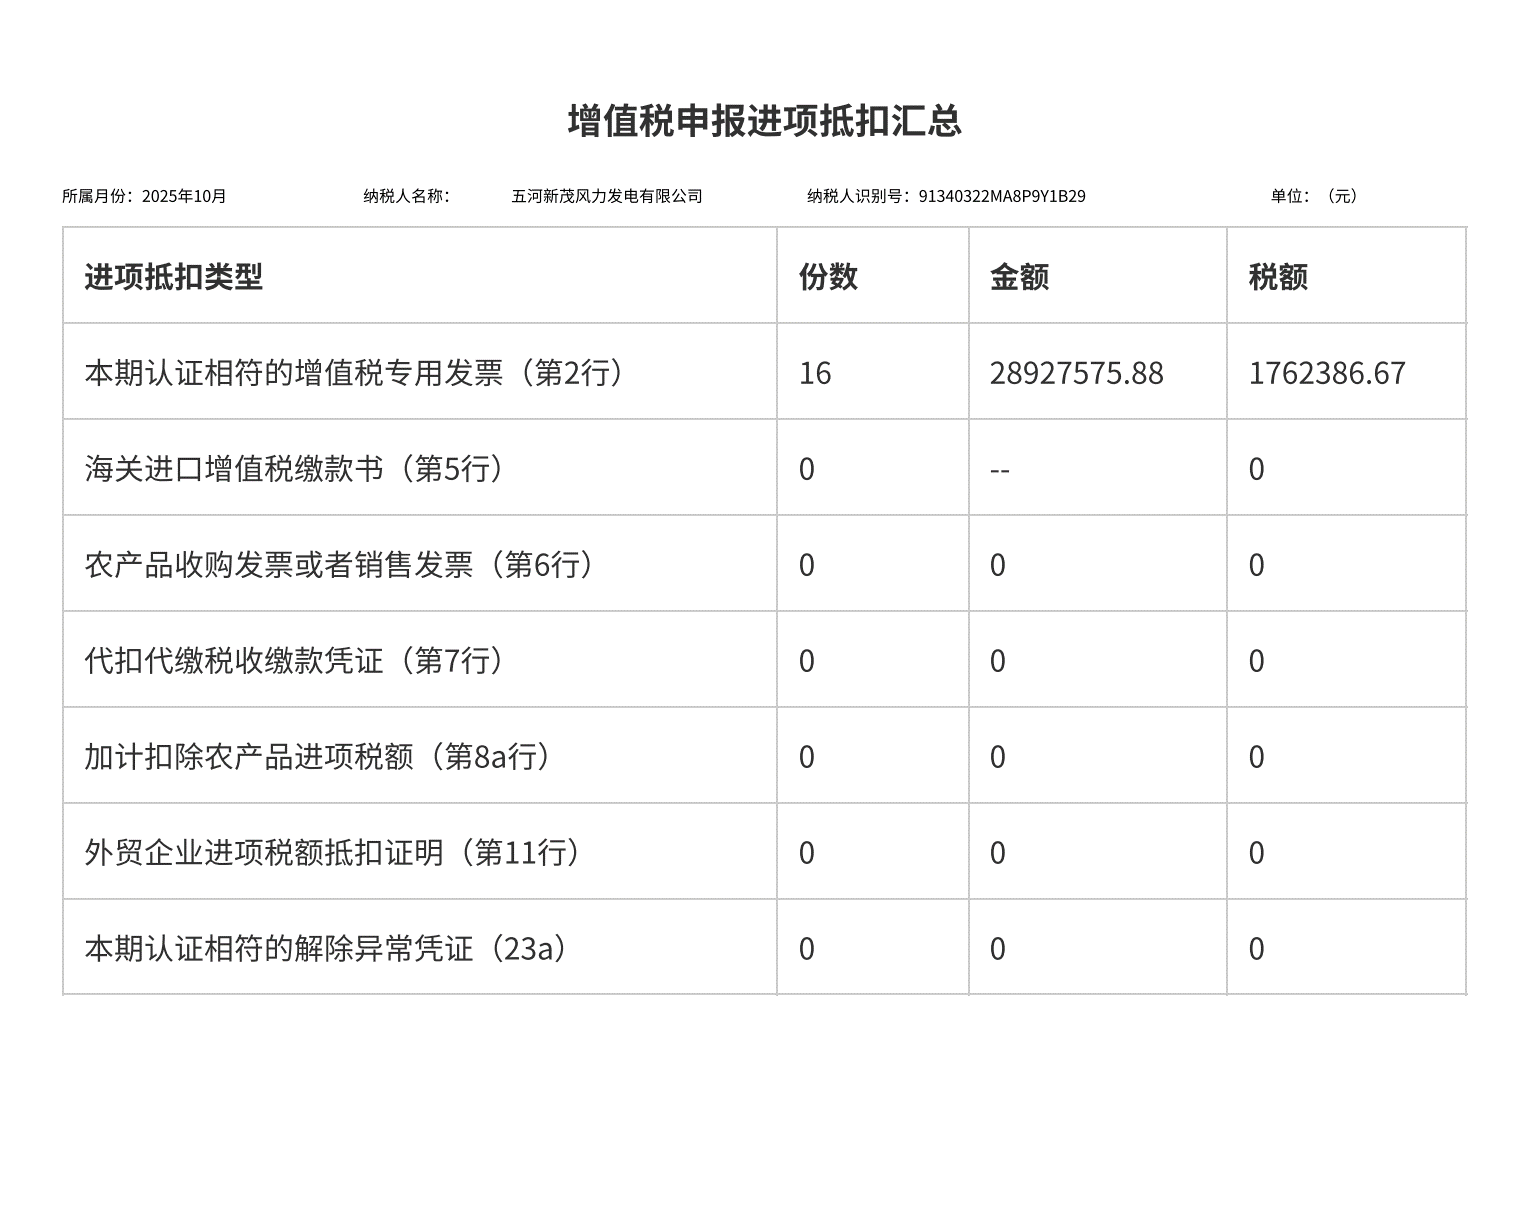 增值税申报进项抵扣汇总
所属月份：2025年10月 纳税人名称： 五河新茂风力发电有限公司 纳税人识别号：91340322MA8P9Y1B29 单位：（元）
进项抵扣类型 份数 金额 税额
本期认证相符的增值税专用发票（第2行） 16 28927575.88 1762386.67
海关进口增值税缴款书（第5行） 0 -- 0
农产品收购发票或者销售发票（第6行） 0 0 0
代扣代缴税收缴款凭证（第7行） 0 0 0
加计扣除农产品进项税额（第8a行） 0 0 0
外贸企业进项税额抵扣证明（第11行） 0 0 0
本期认证相符的解除异常凭证（23a） 0 0 0